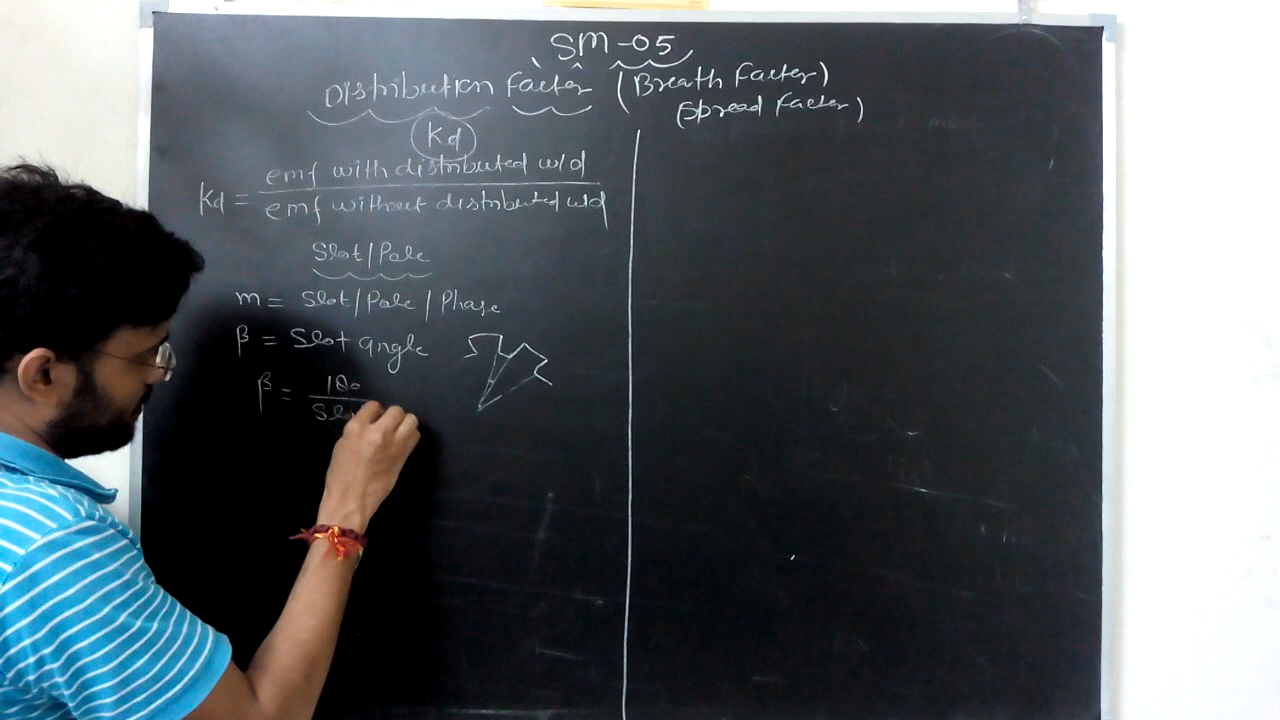 SM-05
Distribution factor (Breath factor)
(Spread factor)
Kd
Kd = emf with distributed w/d
emf without distributed w/d
Slot/Pole
m = Slot/Pole/Phase
β = Slot angle
β = 180
Slo